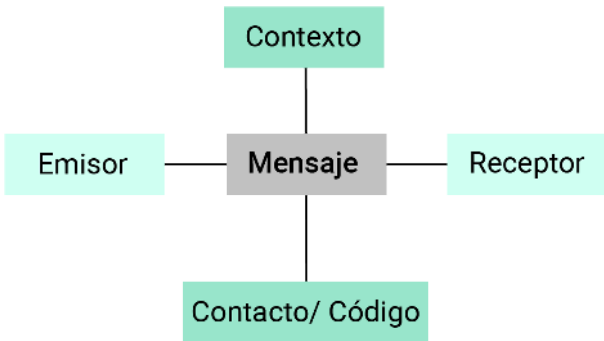 Contexto
Emisor
Mensaje
Receptor
Contacto/ Código